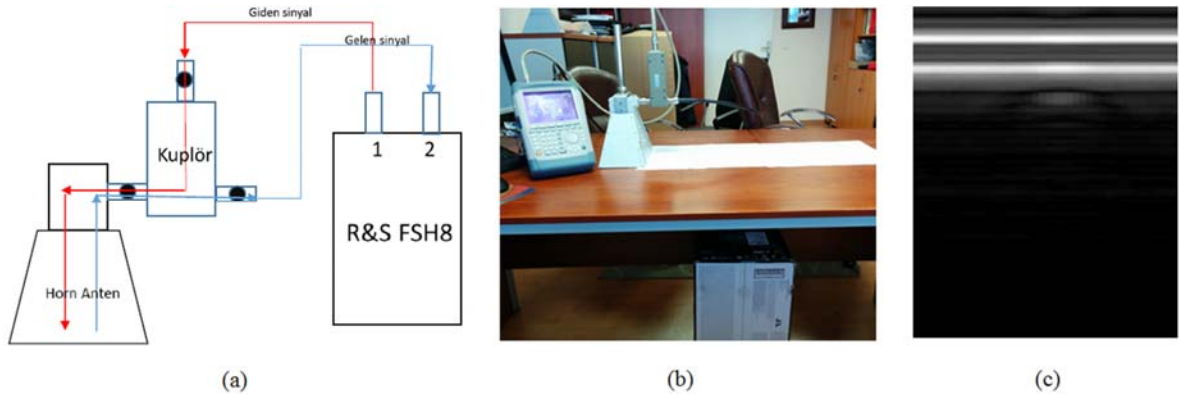 Giden sinyal
Gelen sinyal
Kuplör
1 2
R&S FSH8
Horn Anten
(a) (b) (c)